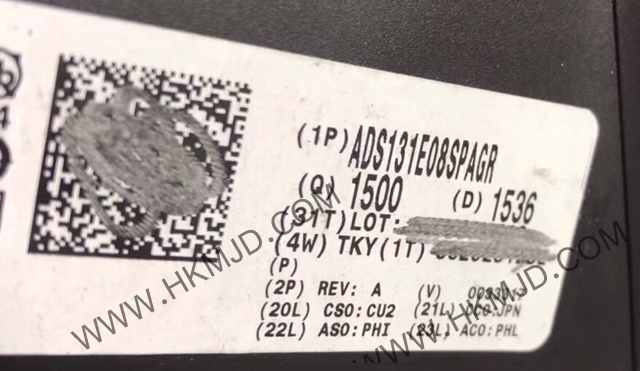 (1P) ADS131E08SPAGR
(Q) 1500 (D) 1536
(31T) LOT:
(4W) TKY (1T)
(P)
(2P) REV: A (V)
(20L) CSO: CU2 (21L) CCO: JPN
(22L) ASO: PHI (23L) ACO: PHL
WWW.HKMJD.COM
WWW.HKMJD.COM